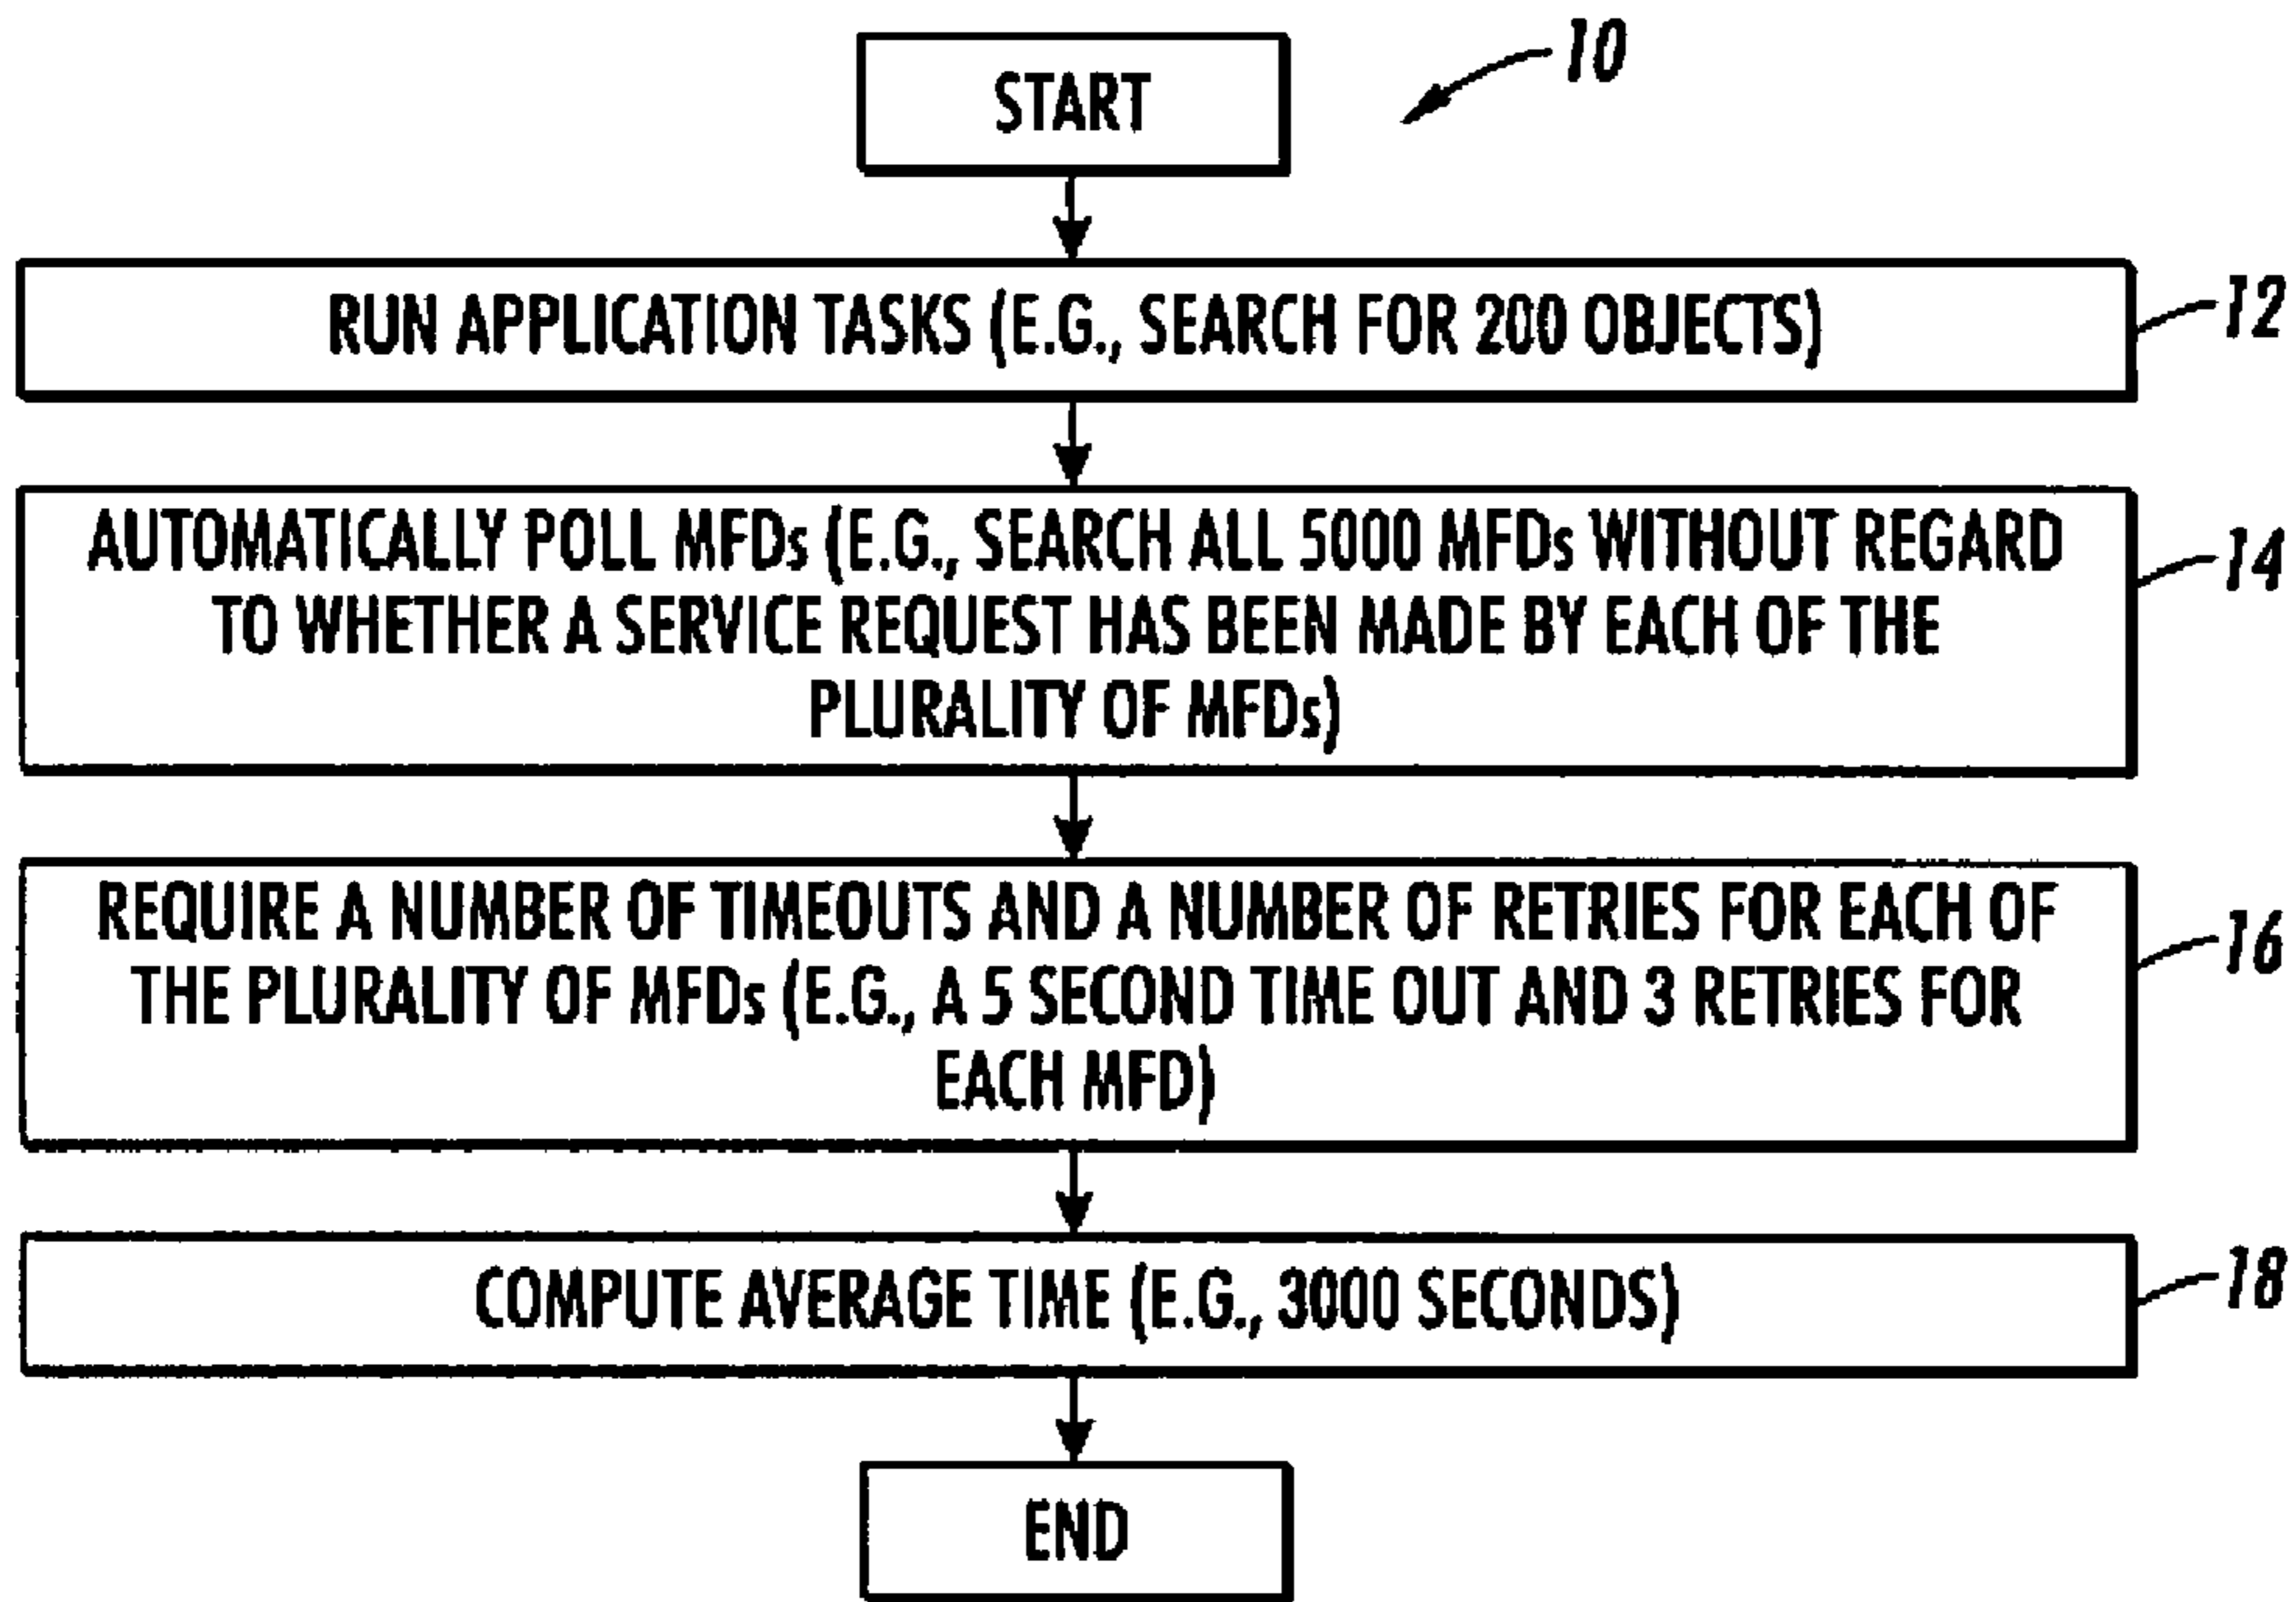 START
10
RUN APPLICATION TASKS (E.G., SEARCH FOR 200 OBJECTS)
12
AUTOMATICALLY POLL MFDs (E.G., SEARCH ALL 5000 MFDs WITHOUT REGARD
TO WHETHER A SERVICE REQUEST HAS BEEN MADE BY EACH OF THE
PLURALITY OF MFDs)
14
REQUIRE A NUMBER OF TIMEOUTS AND A NUMBER OF RETRIES FOR EACH OF
THE PLURALITY OF MFDs (E.G., A 5 SECOND TIME OUT AND 3 RETRIES FOR
EACH MFD)
16
COMPUTE AVERAGE TIME (E.G., 3000 SECONDS)
18
END